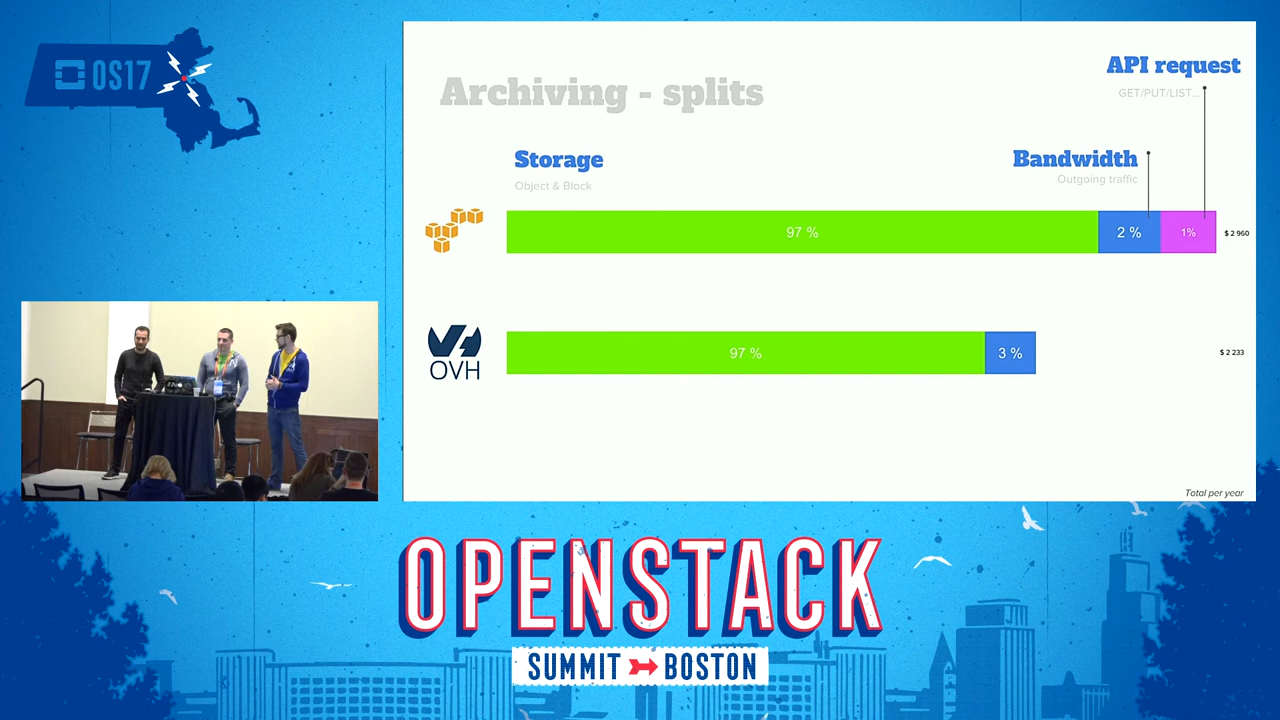 OS17
Archiving - splits
API request
GET/PUT/LIST...
Storage
Object & Block
Bandwidth
Outgoing traffic
97 %
2 %
1%
$ 2 960
OVH
97 %
3 %
$ 2 233
Total per year
OPENSTACK
SUMMIT BOSTON